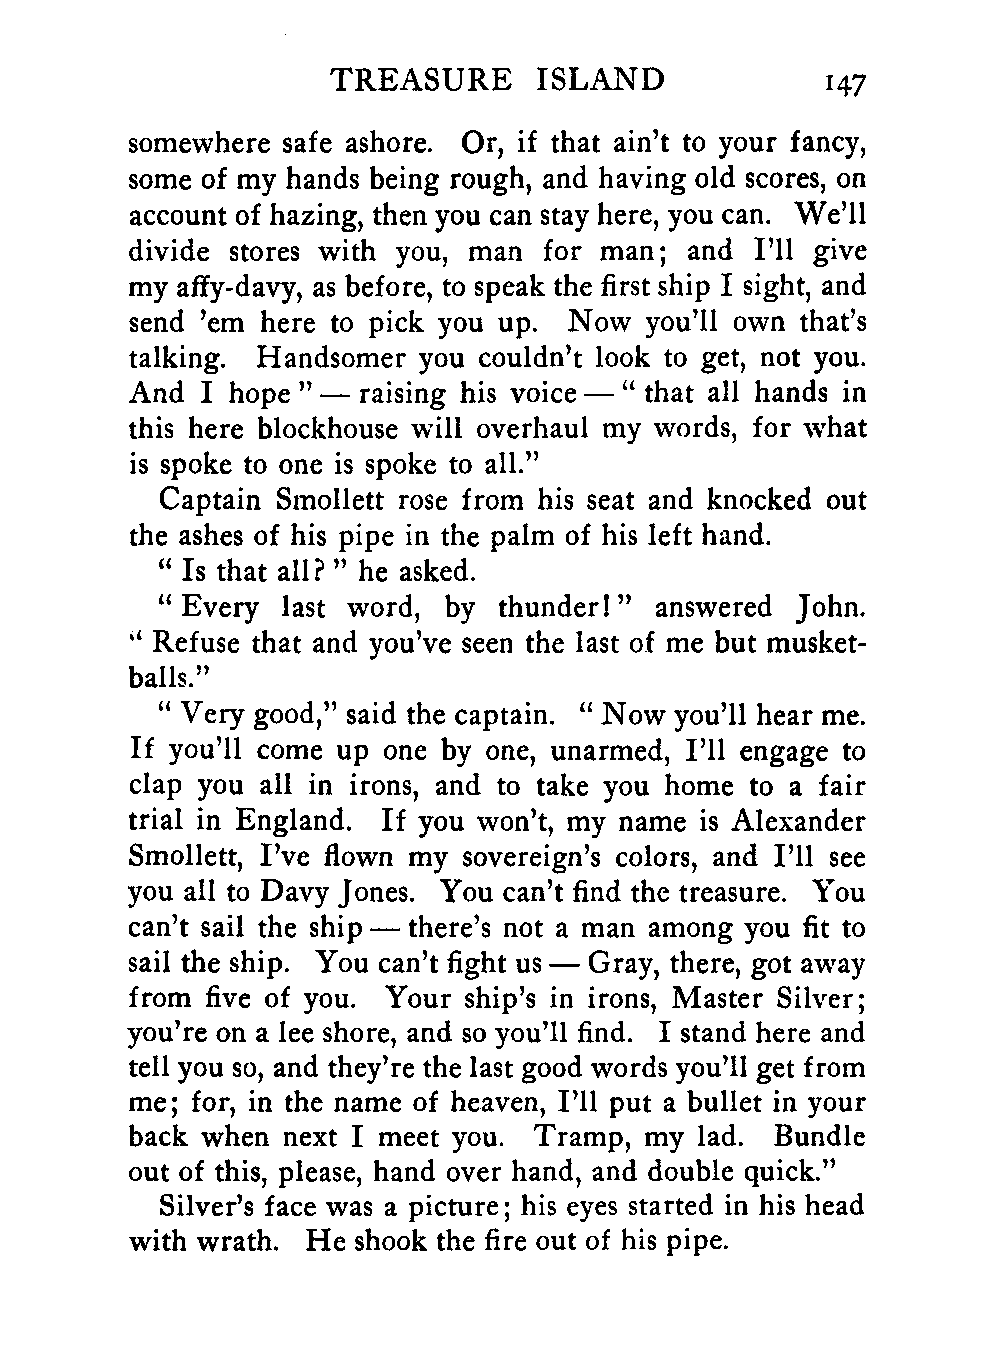 TREASURE ISLAND 147
somewhere safe ashore. Or, if that ain't to your fancy,
some of my hands being rough, and having old scores, on
account of hazing, then you can stay here, you can. We'll
divide stores with you, man for man; and I'll give
my affy-davy, as before, to speak the first ship I sight, and
send 'em here to pick you up. Now you'll own that's
talking. Handsomer you couldn't look to get, not you.
And I hope" — raising his voice — "that all hands in
this here blockhouse will overhaul my words, for what
is spoke to one is spoke to all."
Captain Smollett rose from his seat and knocked out
the ashes of his pipe in the palm of his left hand.
"Is that all?" he asked.
"Every last word, by thunder!" answered John.
"Refuse that and you've seen the last of me but musket-
balls."
"Very good," said the captain. "Now you'll hear me.
If you'll come up one by one, unarmed, I'll engage to
clap you all in irons, and to take you home to a fair
trial in England. If you won't, my name is Alexander
Smollett, I've flown my sovereign's colors, and I'll see
you all to Davy Jones. You can't find the treasure. You
can't sail the ship — there's not a man among you fit to
sail the ship. You can't fight us — Gray, there, got away
from five of you. Your ship's in irons, Master Silver;
you're on a lee shore, and so you'll find. I stand here and
tell you so, and they're the last good words you'll get from
me; for, in the name of heaven, I'll put a bullet in your
back when next I meet you. Tramp, my lad. Bundle
out of this, please, hand over hand, and double quick."
Silver's face was a picture; his eyes started in his head
with wrath. He shook the fire out of his pipe.